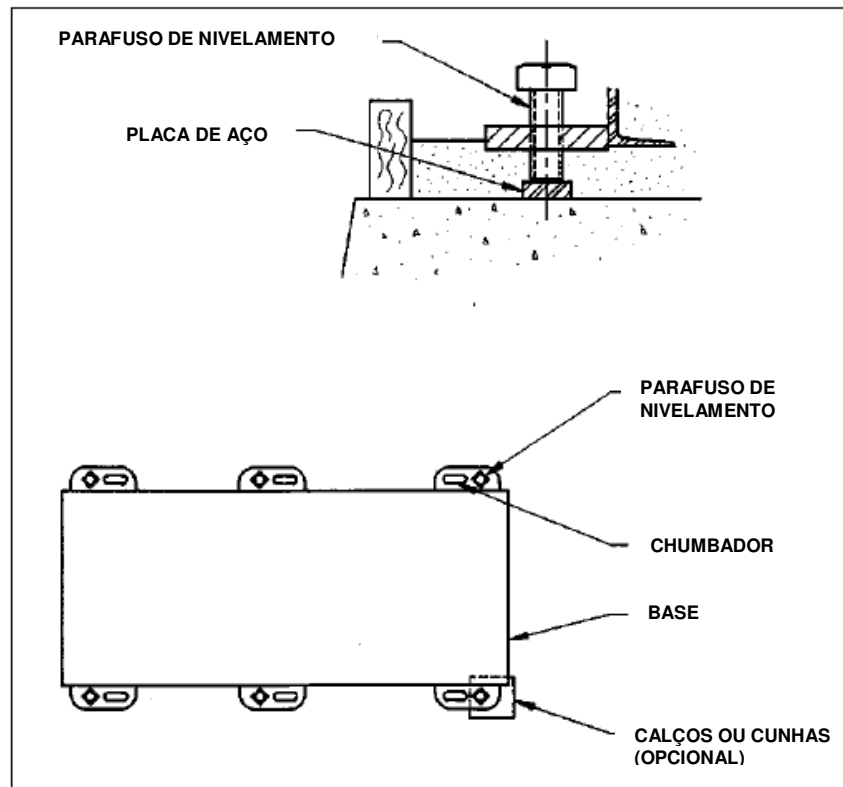 PARAFUSO DE NIVELAMENTO
PLACA DE AÇO
PARAFUSO DE
NIVELAMENTO
CHUMBADOR
BASE
CALÇOS OU CUNHAS
(OPCIONAL)